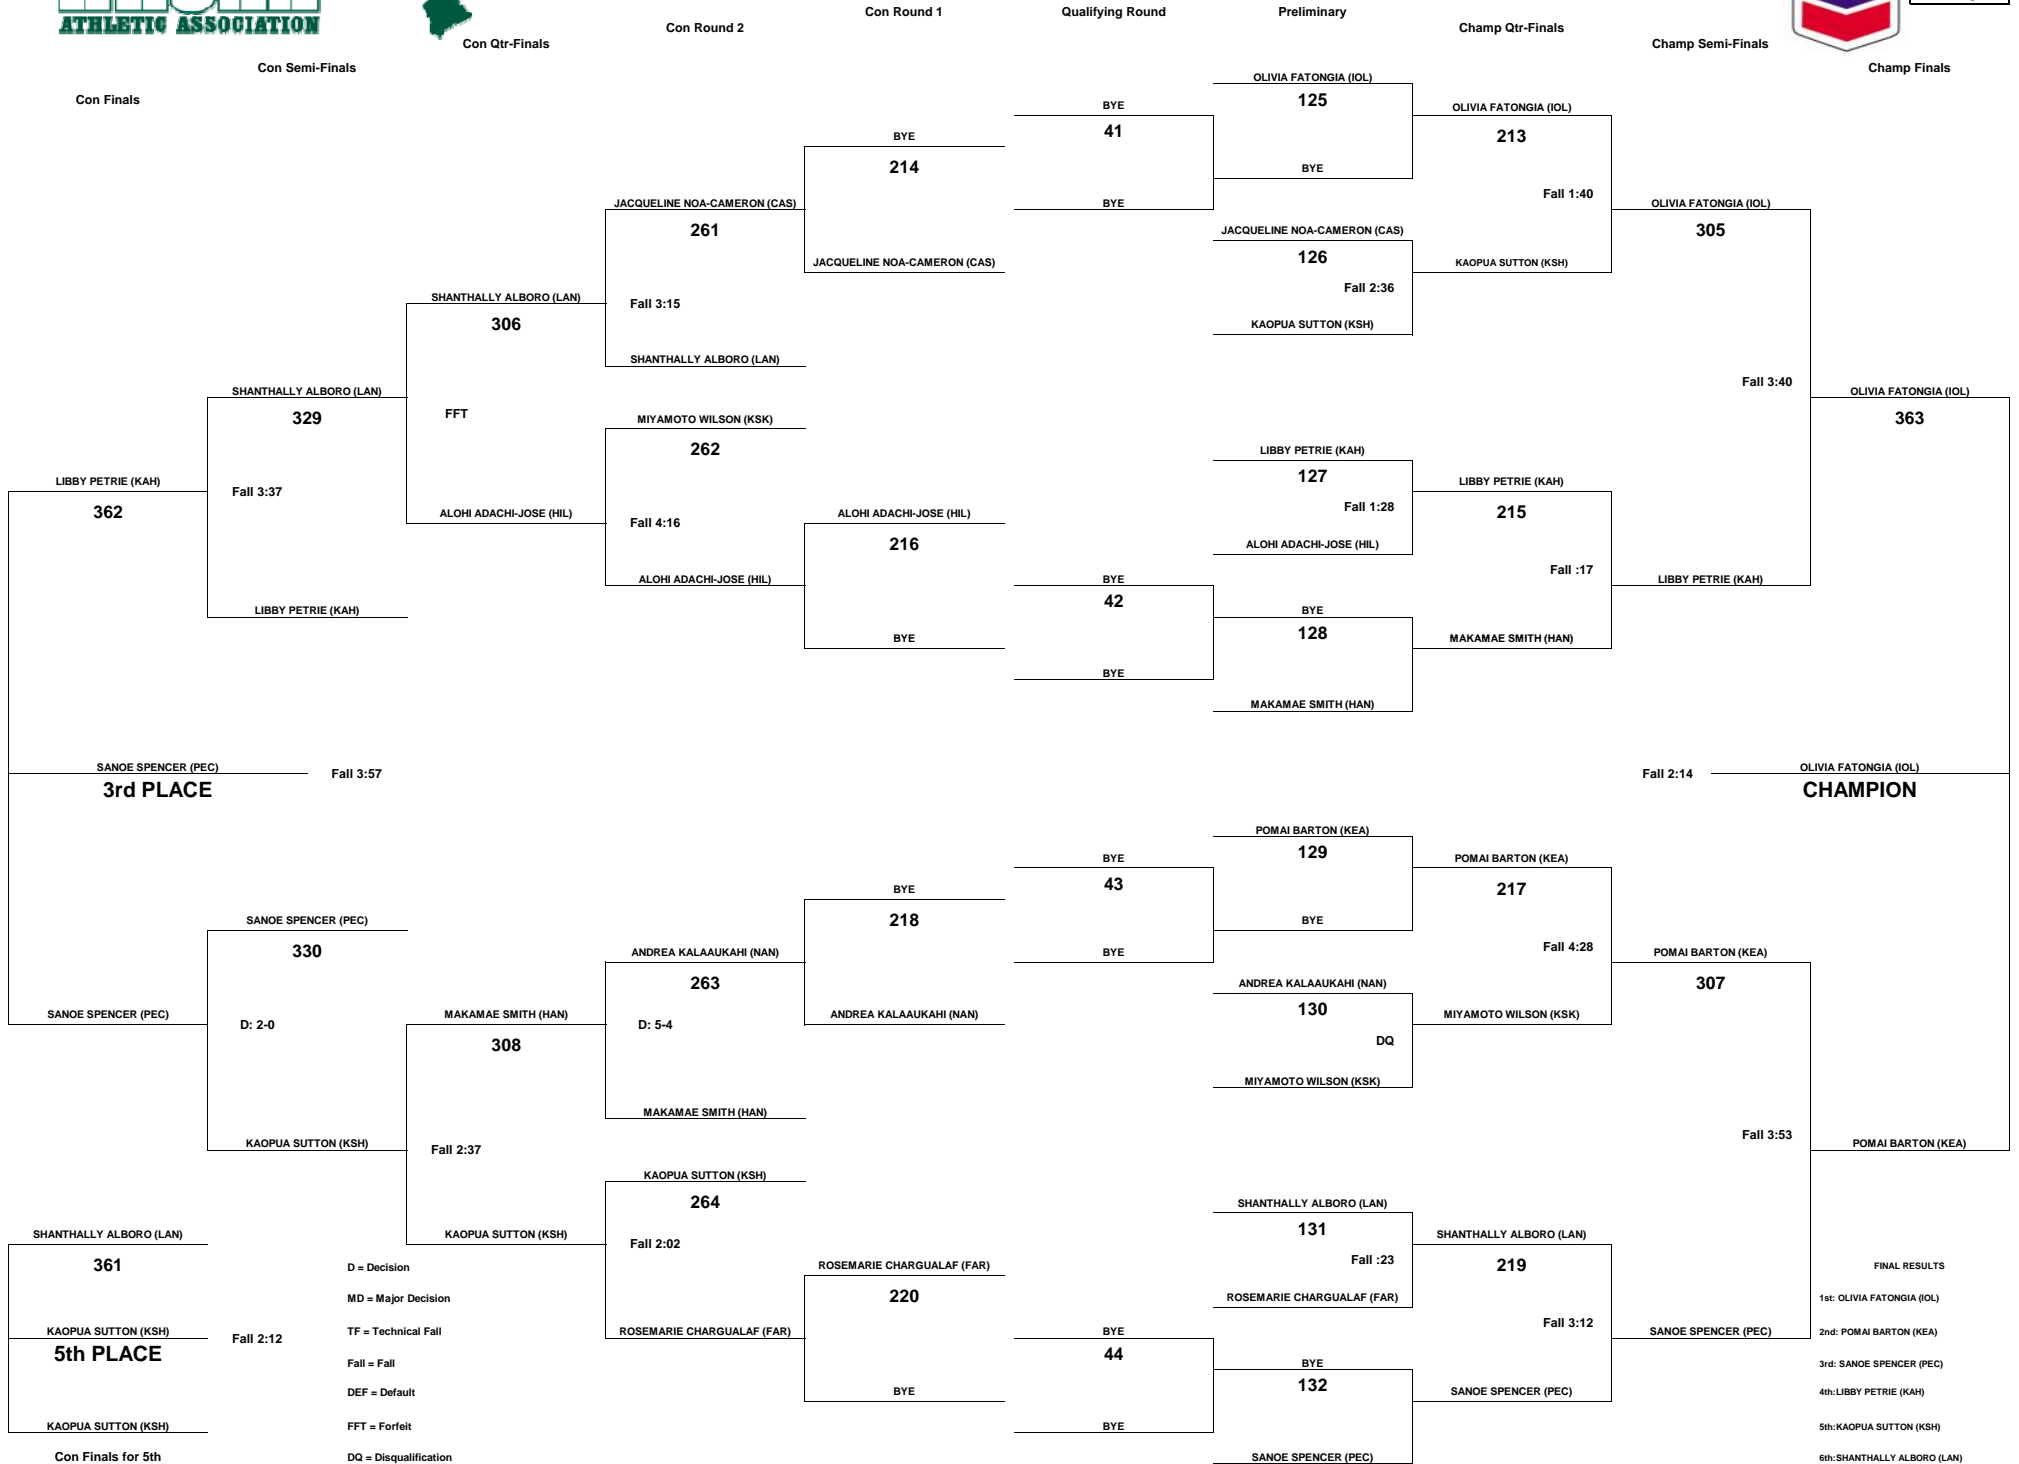 ATHLETIC ASSOCIATION
Con Round 1
Qualifying Round
Preliminary
Con Round 2
Champ Qtr-Finals
Con Qtr-Finals
Champ Semi-Finals
Con Semi-Finals
Champ Finals
Con Finals
OLIVIA FATONGIA (IOL)
125
BYE
OLIVIA FATONGIA (IOL)
41
BYE
213
214
BYE
Fall 1:40
JACQUELINE NOA-CAMERON (CAS)
BYE
OLIVIA FATONGIA (IOL)
261
JACQUELINE NOA-CAMERON (CAS)
305
126
JACQUELINE NOA-CAMERON (CAS)
KAOPUA SUTTON (KSH)
Fall 2:36
SHANTHALLY ALBORO (LAN)
Fall 3:15
306
KAOPUA SUTTON (KSH)
SHANTHALLY ALBORO (LAN)
Fall 3:40
SHANTHALLY ALBORO (LAN)
OLIVIA FATONGIA (IOL)
329
FFT
MIYAMOTO WILSON (KSK)
363
262
LIBBY PETRIE (KAH)
127
LIBBY PETRIE (KAH)
LIBBY PETRIE (KAH)
Fall 3:37
Fall 1:28
362
ALOHI ADACHI-JOSE (HIL)
Fall 4:16
ALOHI ADACHI-JOSE (HIL)
215
216
ALOHI ADACHI-JOSE (HIL)
Fall :17
ALOHI ADACHI-JOSE (HIL)
BYE
LIBBY PETRIE (KAH)
42
LIBBY PETRIE (KAH)
BYE
128
BYE
MAKAMAE SMITH (HAN)
BYE
MAKAMAE SMITH (HAN)
SANOE SPENCER (PEC)
Fall 3:57
Fall 2:14
OLIVIA FATONGIA (IOL)
3rd PLACE
CHAMPION
POMAI BARTON (KEA)
129
BYE
POMAI BARTON (KEA)
43
BYE
217
SANOE SPENCER (PEC)
218
BYE
330
ANDREA KALAAUKAHI (NAN)
BYE
Fall 4:28
POMAI BARTON (KEA)
263
ANDREA KALAAUKAHI (NAN)
307
130
SANOE SPENCER (PEC)
D: 2-0
MAKAMAE SMITH (HAN)
D: 5-4
ANDREA KALAAUKAHI (NAN)
MIYAMOTO WILSON (KSK)
308
DQ
MIYAMOTO WILSON (KSK)
MAKAMAE SMITH (HAN)
Fall 3:53
KAOPUA SUTTON (KSH)
Fall 2:37
POMAI BARTON (KEA)
KAOPUA SUTTON (KSH)
264
SHANTHALLY ALBORO (LAN)
131
SHANTHALLY ALBORO (LAN)
KAOPUA SUTTON (KSH)
Fall 2:02
SHANTHALLY ALBORO (LAN)
361
D = Decision
ROSEMARIE CHARGUALAF (FAR)
Fall :23
219
FINAL RESULTS
MD = Major Decision
220
ROSEMARIE CHARGUALAF (FAR)
1st: OLIVIA FATONGIA (IOL)
Fall 3:12
KAOPUA SUTTON (KSH)
Fall 2:12
TF = Technical Fall
ROSEMARIE CHARGUALAF (FAR)
BYE
SANOE SPENCER (PEC)
2nd: POMAI BARTON (KEA)
5th PLACE
44
Fall = Fall
BYE
3rd: SANOE SPENCER (PEC)
132
DEF = Default
BYE
SANOE SPENCER (PEC)
4th:LIBBY PETRIE (KAH)
KAOPUA SUTTON (KSH)
FFT = Forfeit
BYE
5th:KAOPUA SUTTON (KSH)
Con Finals for 5th
DQ = Disqualification
SANOE SPENCER (PEC)
6th:SHANTHALLY ALBORO (LAN)